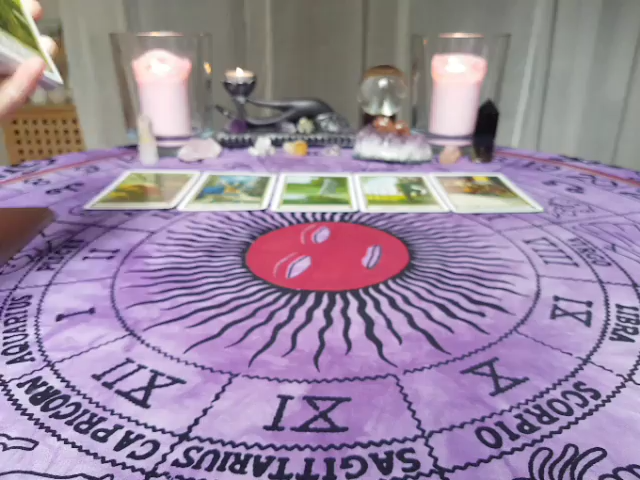 II
I
XII
XI
X
IX
VIII
AQUARIUS
CAPRICORN
SAGITTARIUS
SCORPIO
LIBRA